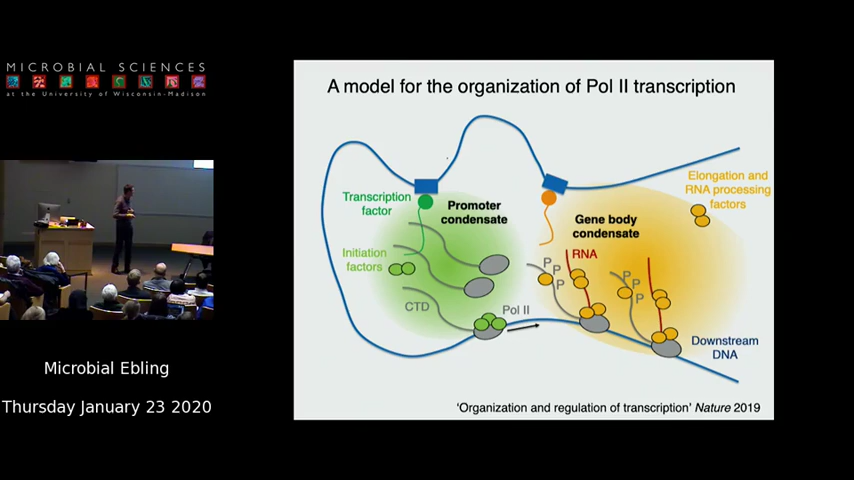 MICROBIAL SCIENCES
at the University of Wisconsin-Madison
Microbial Ebling
Thursday January 23 2020
A model for the organization of Pol II transcription
Transcription
factor
Promoter
condensate
Elongation and
RNA processing
factors
Gene body
condensate
Initiation
factors
RNA
P
P
P
P
P
P
CTD
Pol II
Downstream
DNA
'Organization and regulation of transcription' Nature 2019